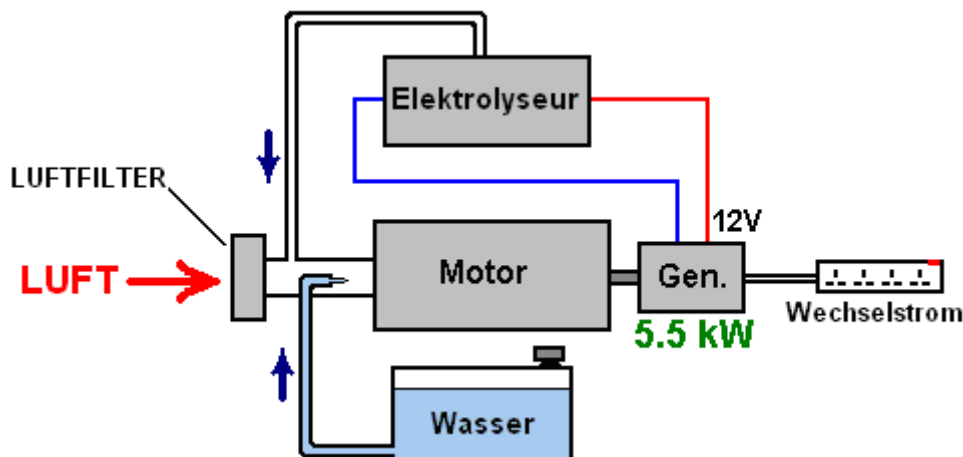 Elektrolyseur
LUFTFILTER
12V
LUFT
Motor
Gen.
Wechselstrom
5.5 kW
Wasser